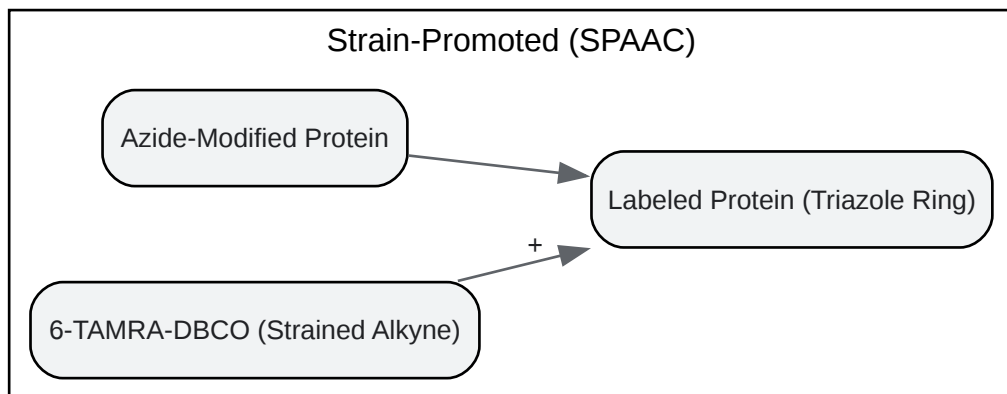 Strain-Promoted (SPAAC)
Azide-Modified Protein
Labeled Protein (Triazole Ring)
+
6-TAMRA-DBCO (Strained Alkyne)